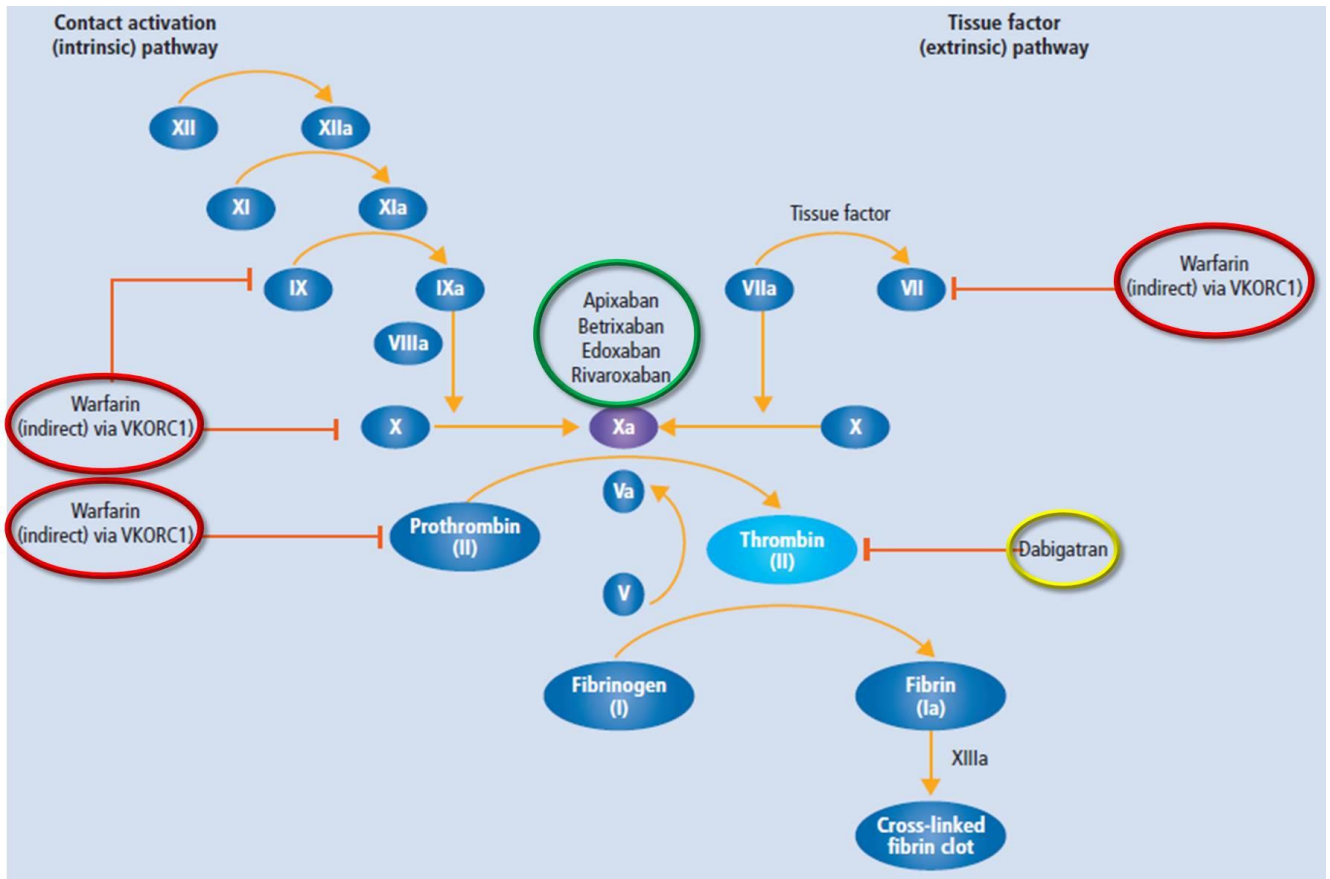 Contact activation
(intrinsic) pathway
Tissue factor
(extrinsic) pathway
XII
XIIa
XI
XIa
Tissue factor
IX
IXa
VIIa
VII
Warfarin
(indirect) via VKORC1)
Apixaban
Betrixaban
Edoxaban
Rivaroxaban
VIIIa
Warfarin
(indirect) via VKORC1)
X
Xa
X
Warfarin
(indirect) via VKORC1)
Prothrombin
(II)
Va
Thrombin
(II)
Dabigatran
V
Fibrinogen
(I)
Fibrin
(Ia)
XIIIa
Cross-linked
fibrin clot